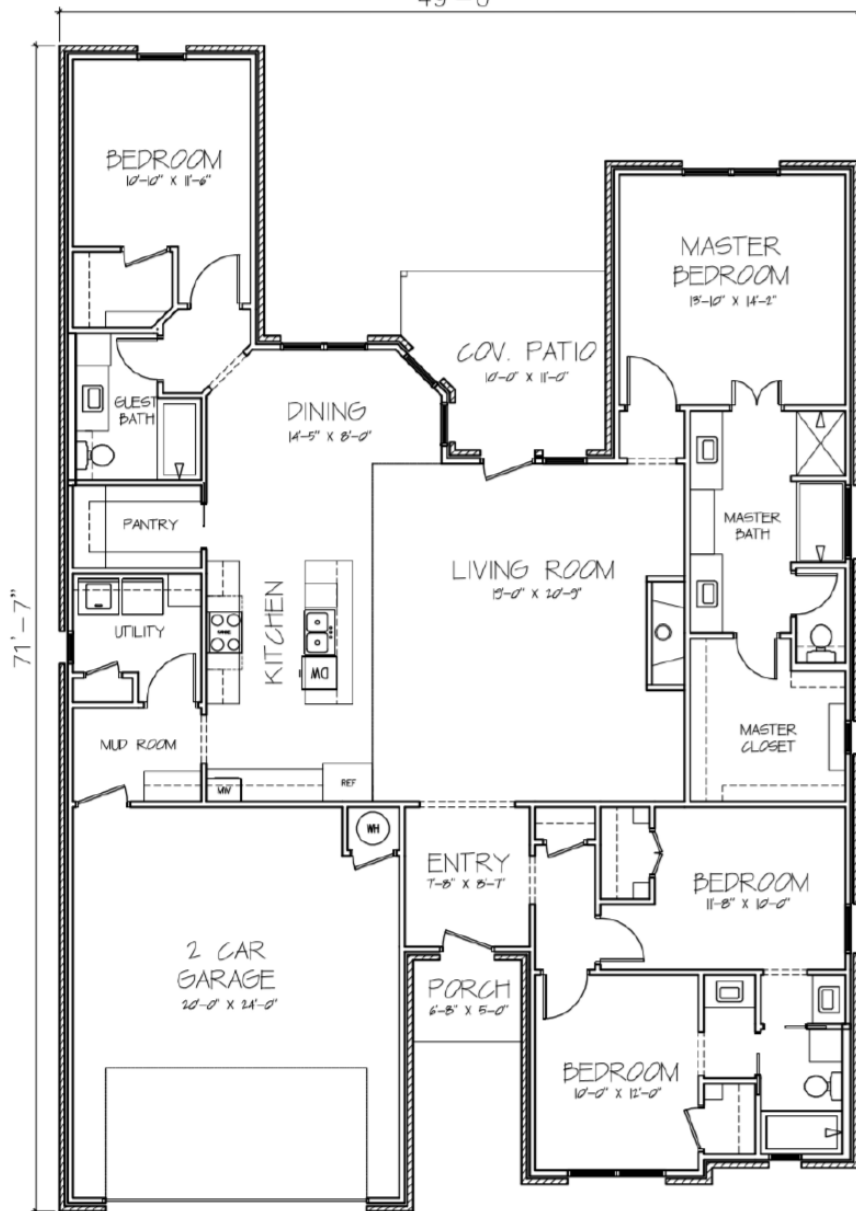 71'-7"
BEDROOM
10'-10" X 11'-6"
MASTER
BEDROOM
13'-10" X 14'-2"
COV. PATIO
10'-0" X 11'-0"
GUEST
BATH
DINING
14'-5" X 8'-0"
PANTRY
MASTER
BATH
LIVING ROOM
19'-0" X 20'-9"
UTILITY
KITCHEN
DW
MUD ROOM
MASTER
CLOSET
MW
REF
WH
ENTRY
7'-8" X 8'-7"
BEDROOM
11'-8" X 10'-0"
2 CAR
GARAGE
20'-0" X 24'-0"
PORCH
6'-8" X 5'-0"
BEDROOM
10'-0" X 12'-0"